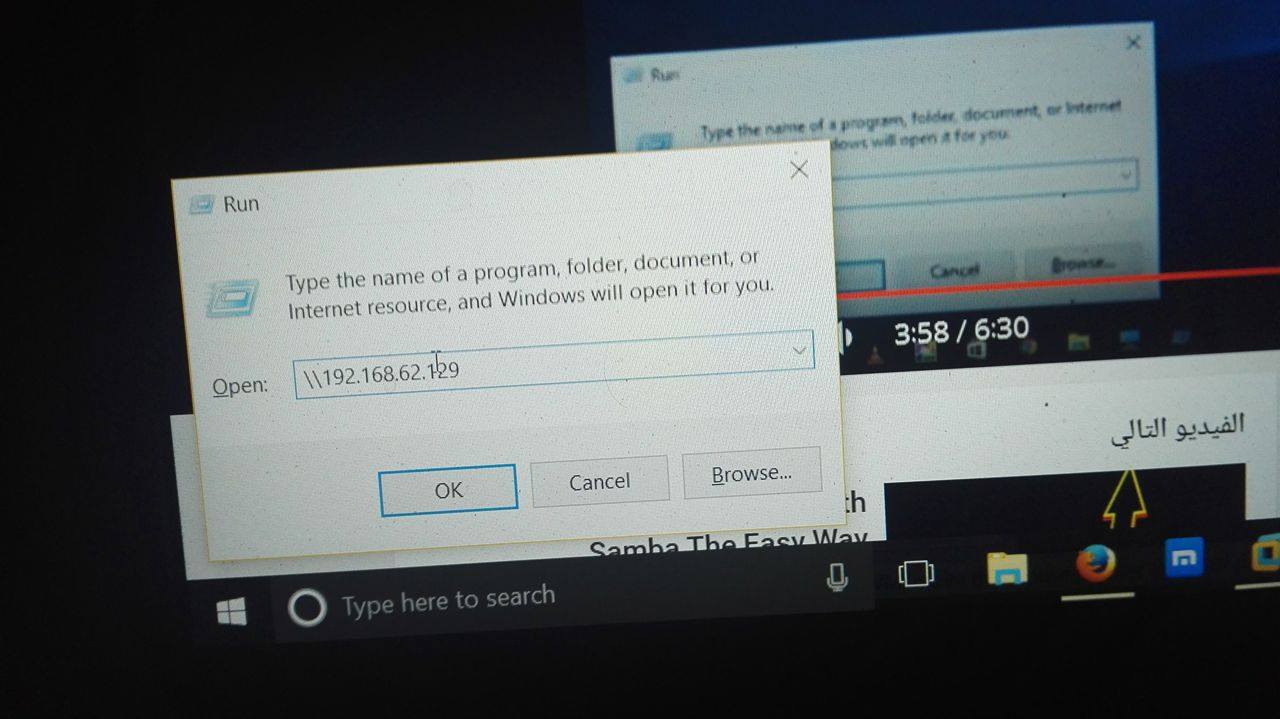 Run
Type the name of a program, folder, document, or Internet
dows will open it for you.
Cancel
Browse...
Run
Type the name of a program, folder, document, or
Internet resource, and Windows will open it for you.
Open:
\\192.168.62.129
OK
Cancel
Browse...
3:58 / 6:30
الفيديو التالي
th
Samba The Easy Way
Type here to search